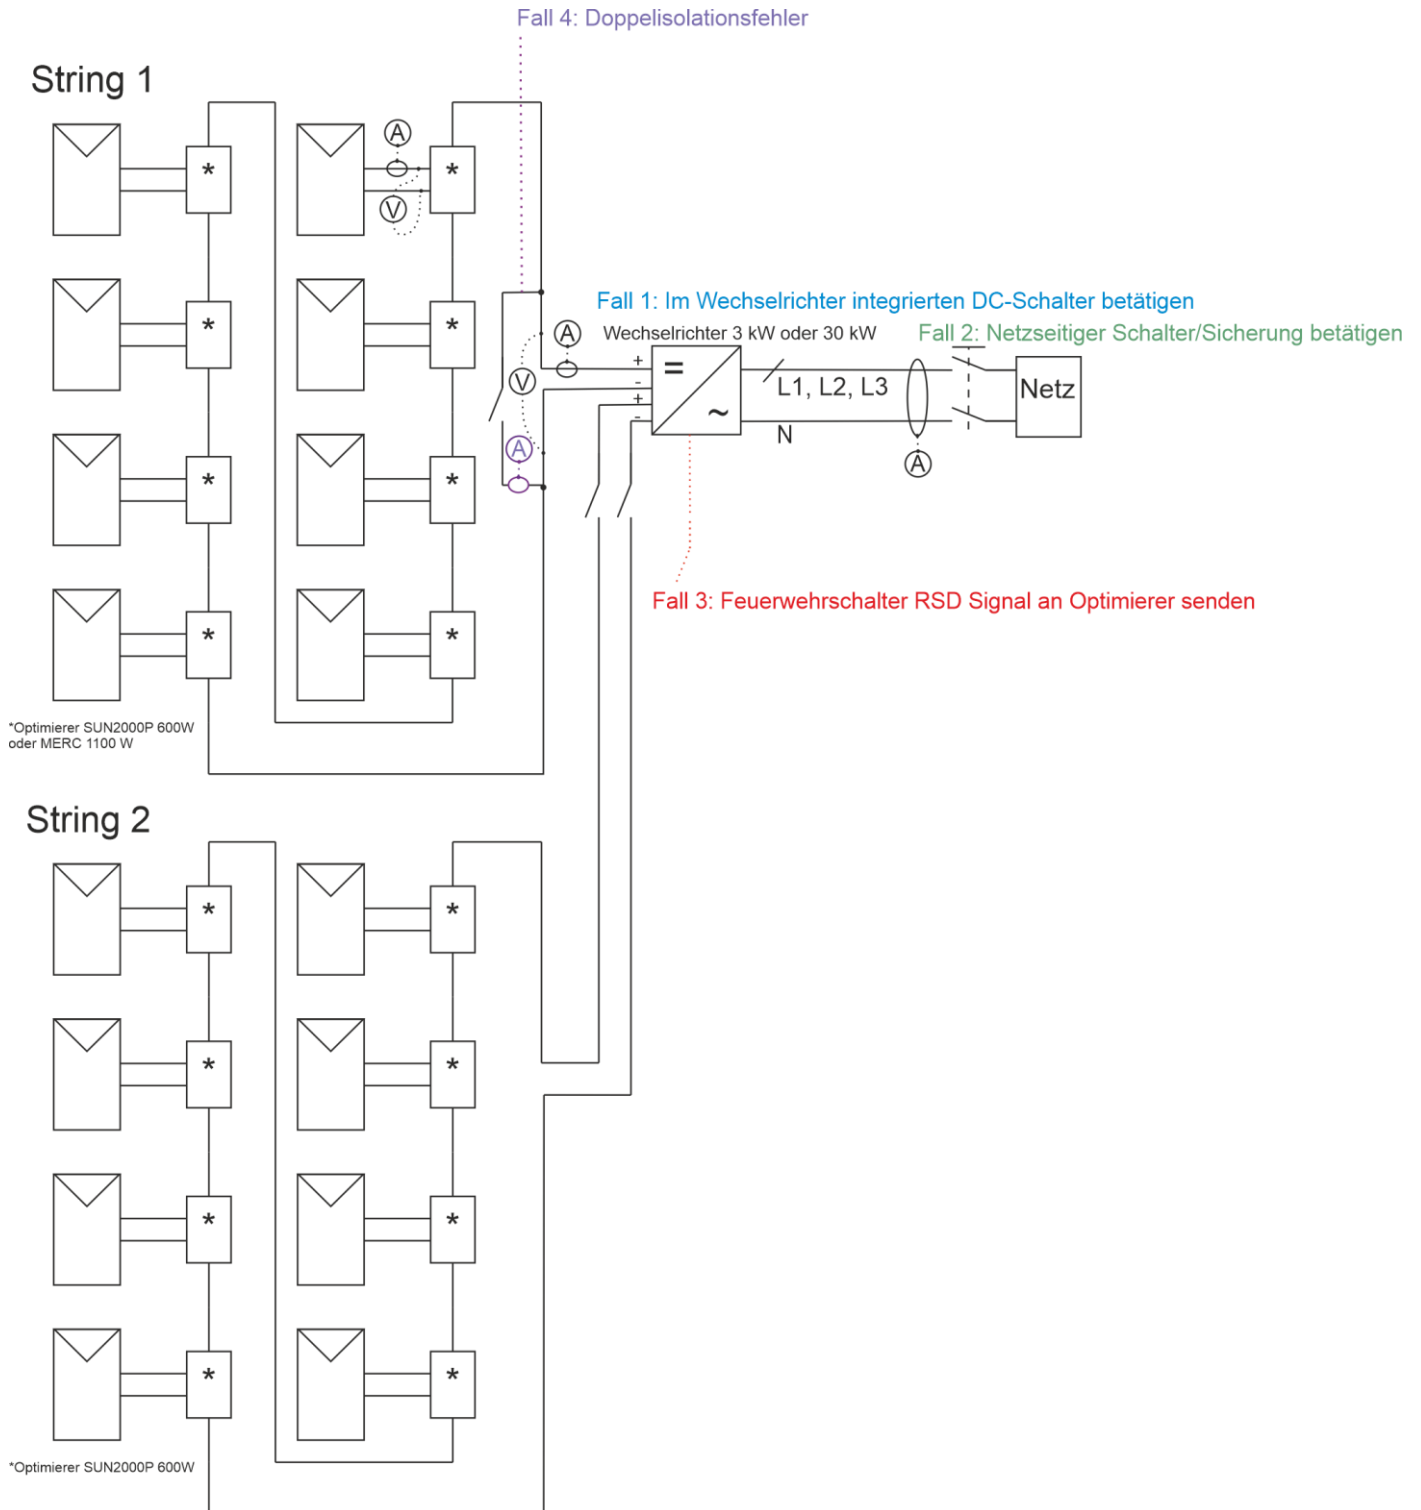 Fall 4: Doppelisolationsfehler
String 1
A
* *
V
* *
Fall 1: Im Wechselrichter integrierten DC-Schalter betätigen
A
Wechselrichter 3 kW oder 30 kW
Fall 2: Netzseitiger Schalter/Sicherung betätigen
+
=
V
-
L1, L2, L3
Netz
+
~
-
N
A
A
* *
Fall 3: Feuerwehrschalter RSD Signal an Optimierer senden
* *
*Optimierer SUN2000P 600W
oder MERC 1100 W
String 2
* *
* *
* *
* *
*Optimierer SUN2000P 600W